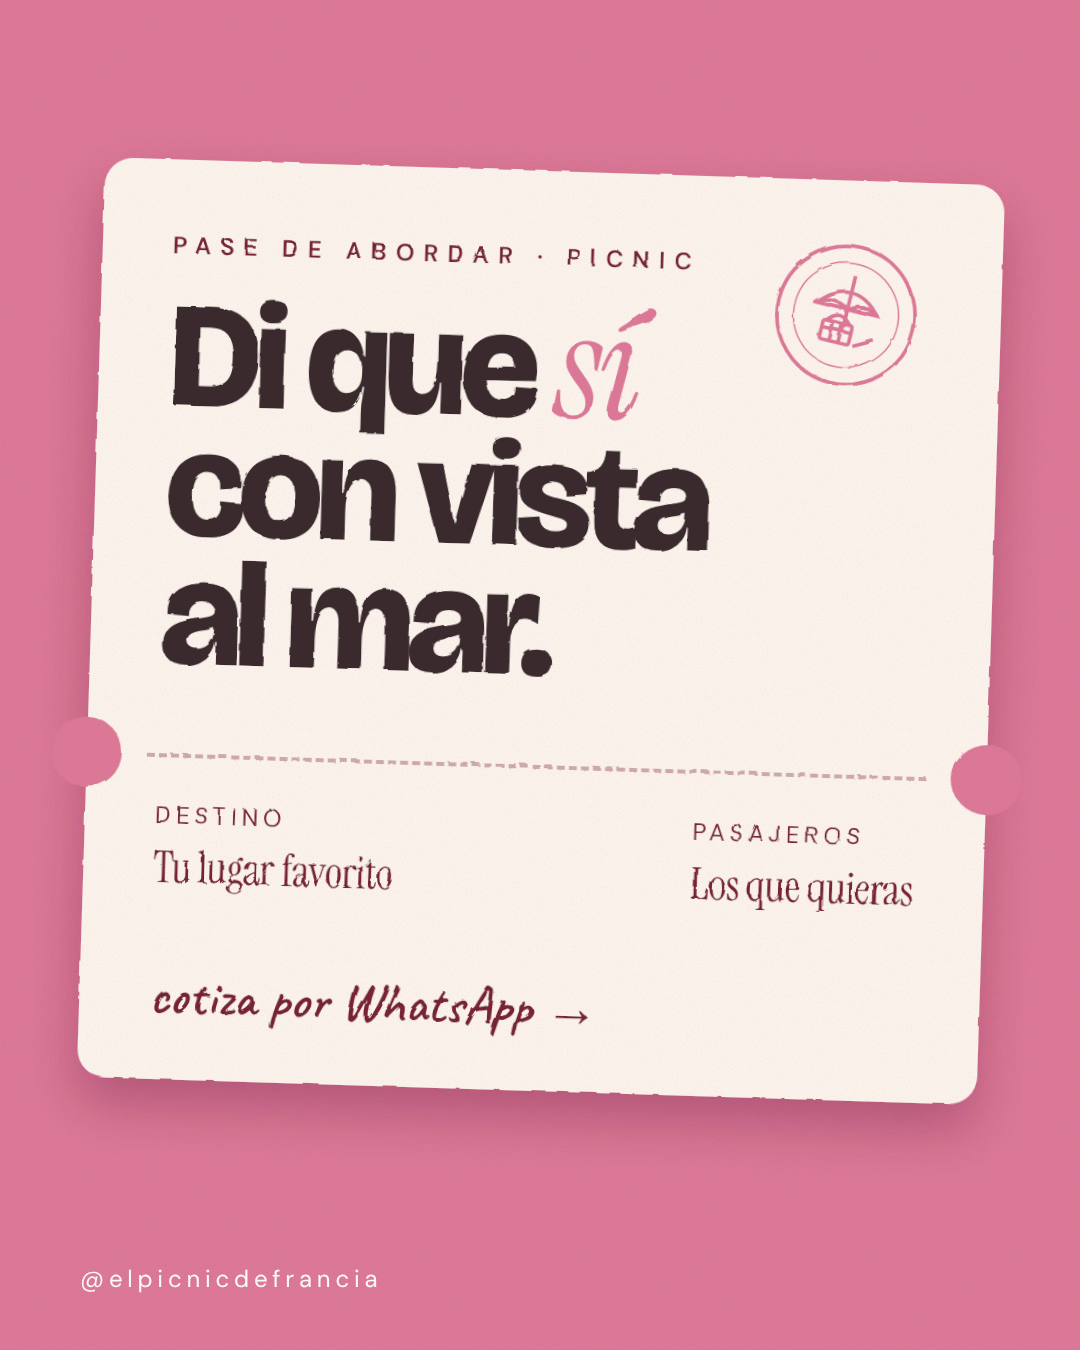 PASE DE ABORDAR · PICNIC
Di que sí
con vista
al mar.
DESTINO
Tu lugar favorito
PASAJEROS
Los que quieras
cotiza por WhatsApp →
@elpicnicdefrancia